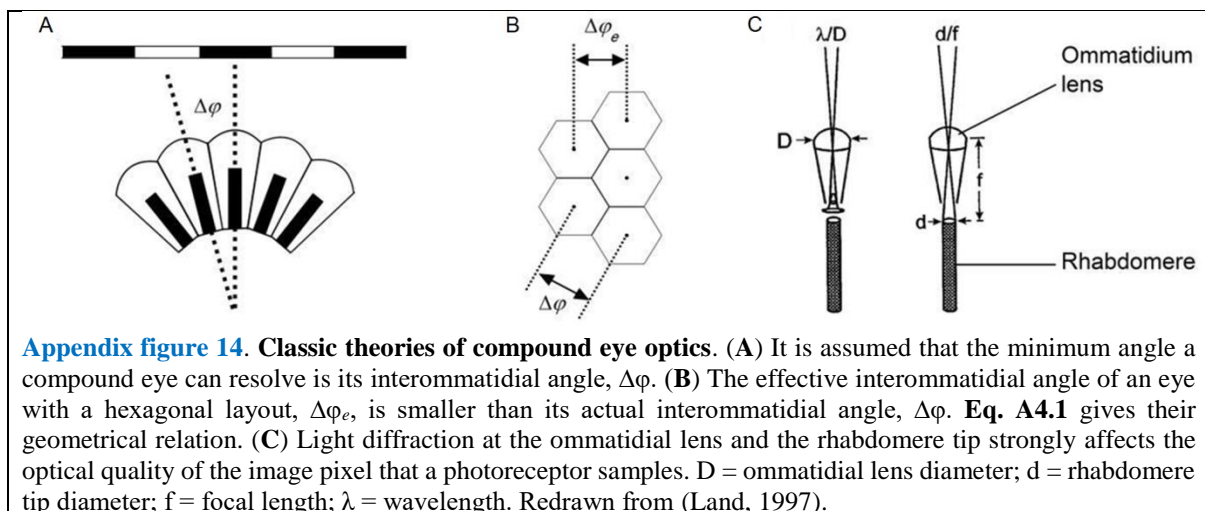 A
B
C
Δφ
Δφe
Δφ
λ/D
d/f
Ommatidium
lens
D
f
d
Rhabdomere
Appendix figure 14. Classic theories of compound eye optics. (A) It is assumed that the minimum angle a
compound eye can resolve is its interommatidial angle, Δφ. (B) The effective interommatidial angle of an eye
with a hexagonal layout, Δφe, is smaller than its actual interommatidial angle, Δφ. Eq. A4.1 gives their
geometrical relation. (C) Light diffraction at the ommatidial lens and the rhabdomere tip strongly affects the
optical quality of the image pixel that a photoreceptor samples. D = ommatidial lens diameter; d = rhabdomere
tip diameter; f = focal length; λ = wavelength. Redrawn from (Land, 1997).